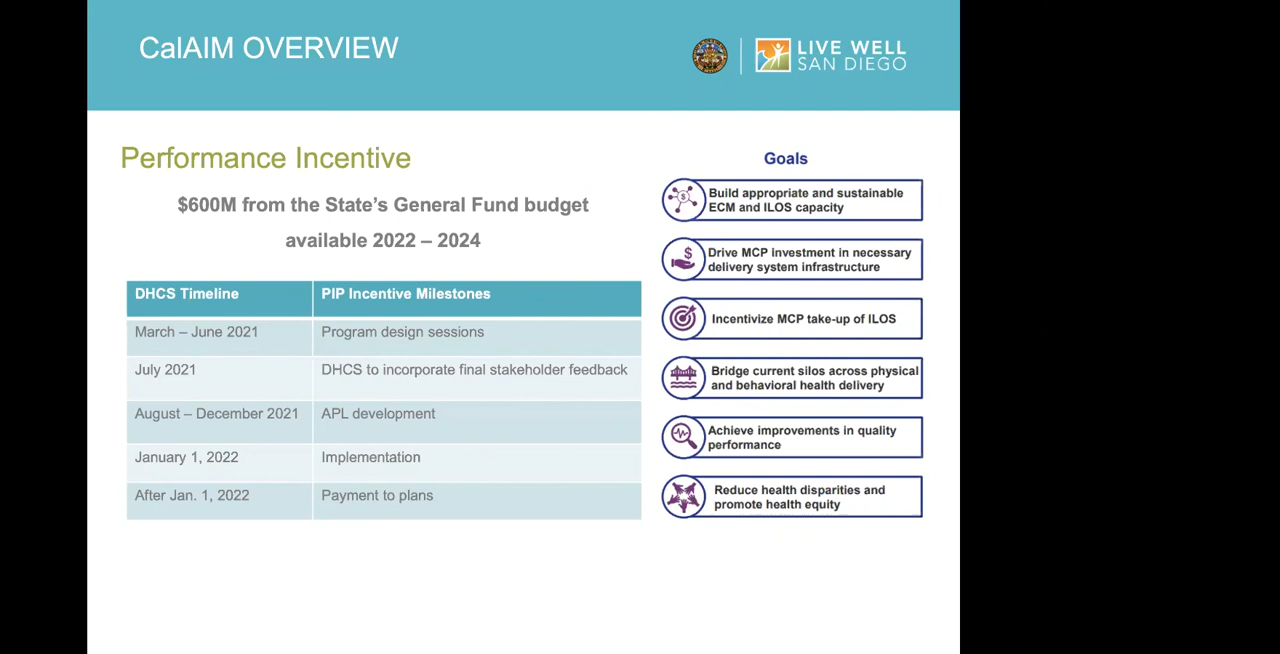 CalAIM OVERVIEW
LIVE WELL
SAN DIEGO
Performance Incentive
$600M from the State's General Fund budget
available 2022 – 2024
DHCS Timeline PIP Incentive Milestones
March – June 2021 Program design sessions
July 2021 DHCS to incorporate final stakeholder feedback
August – December 2021 APL development
January 1, 2022 Implementation
After Jan. 1, 2022 Payment to plans
Goals
Build appropriate and sustainable
ECM and ILOS capacity
Drive MCP investment in necessary
delivery system infrastructure
Incentivize MCP take-up of ILOS
Bridge current silos across physical
and behavioral health delivery
Achieve improvements in quality
performance
Reduce health disparities and
promote health equity